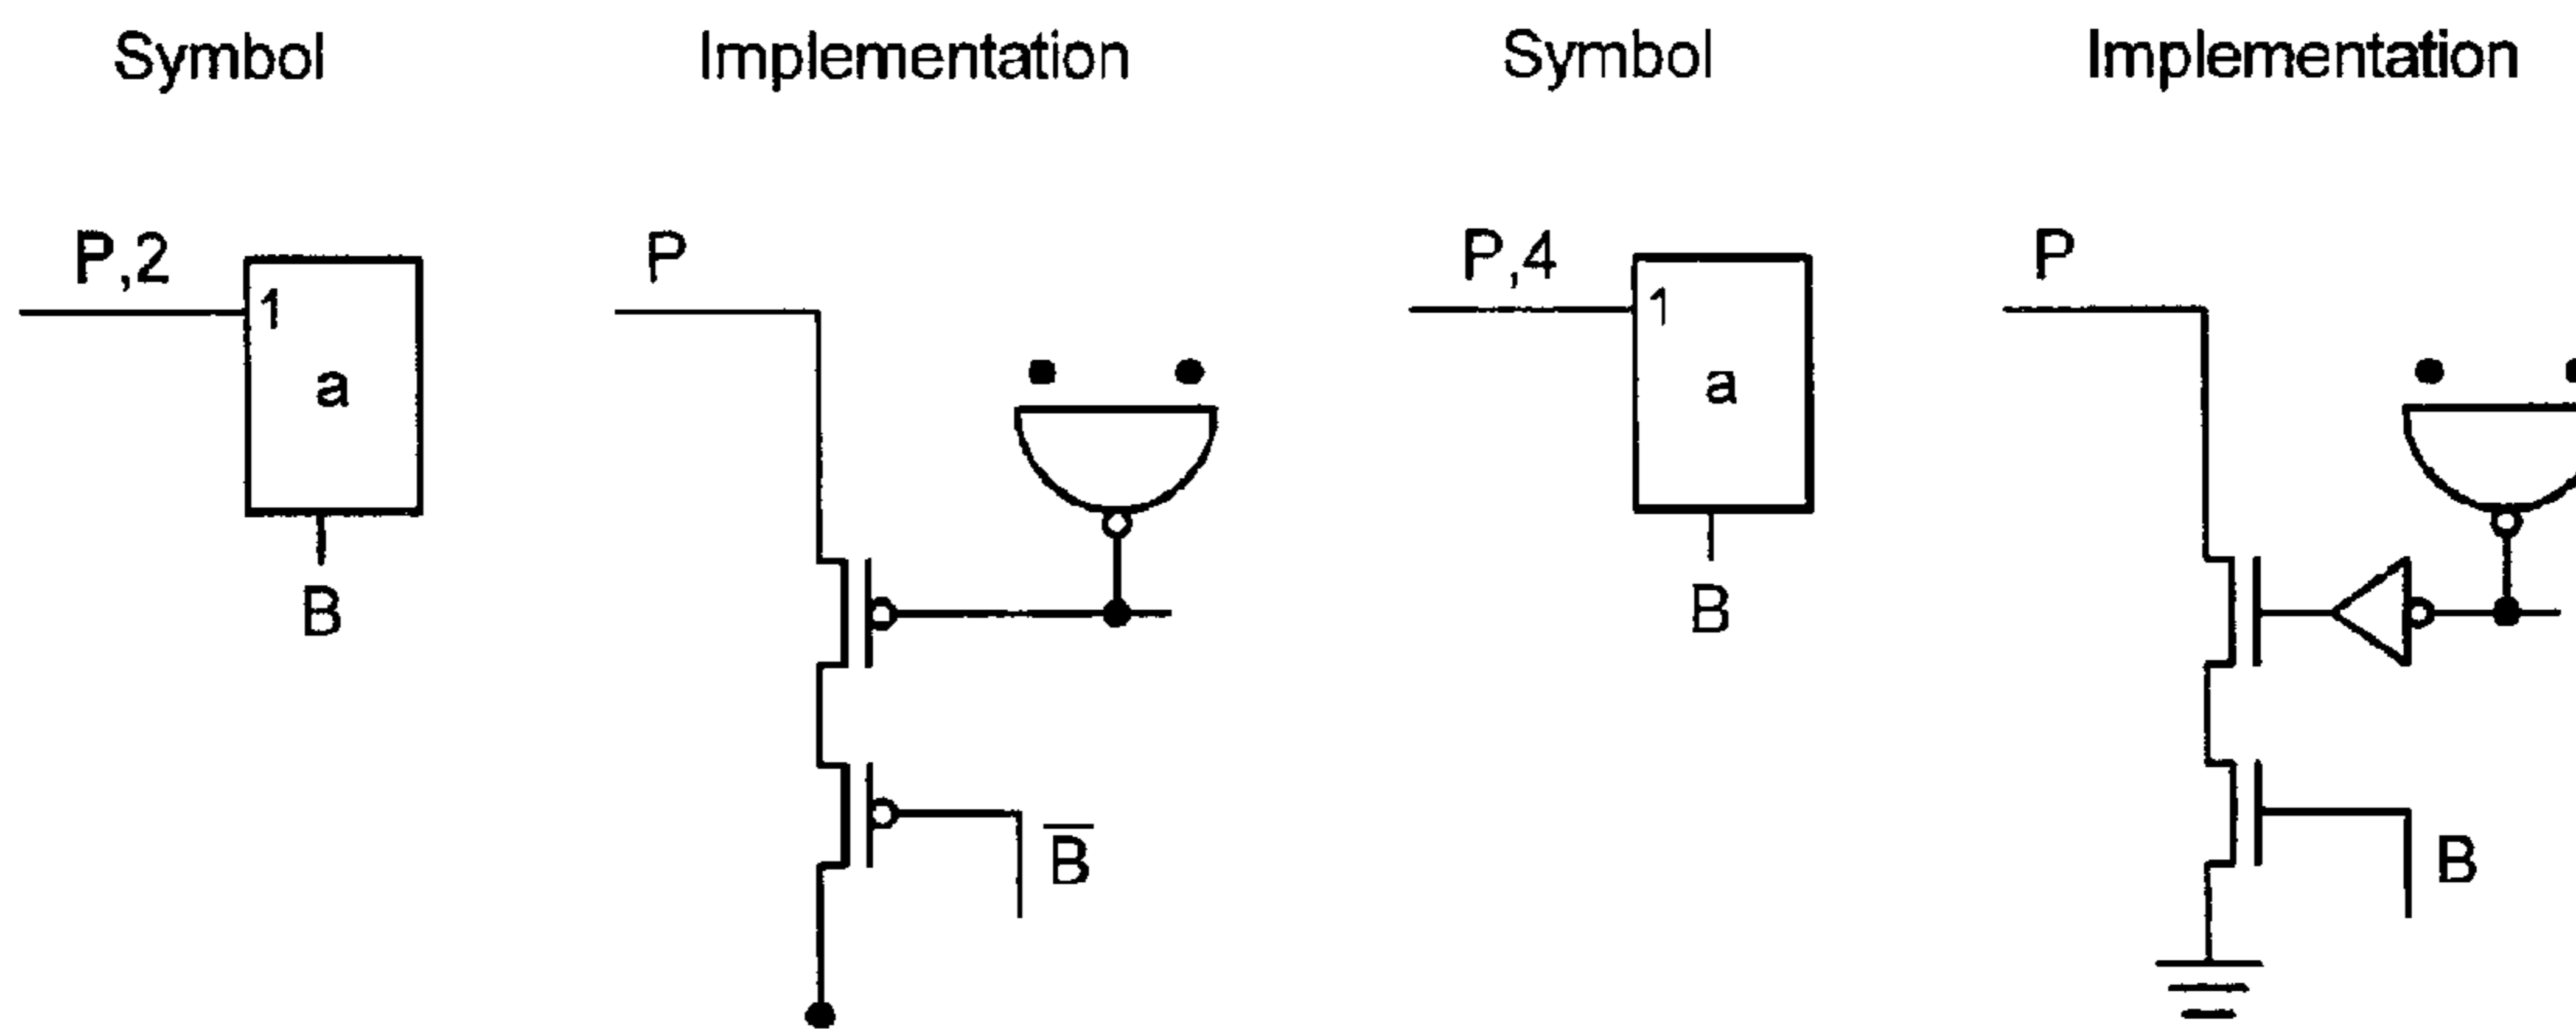 Symbol Implementation Symbol Implementation
P,2 P P,4 P
1 1
a a
B B
B̅ B